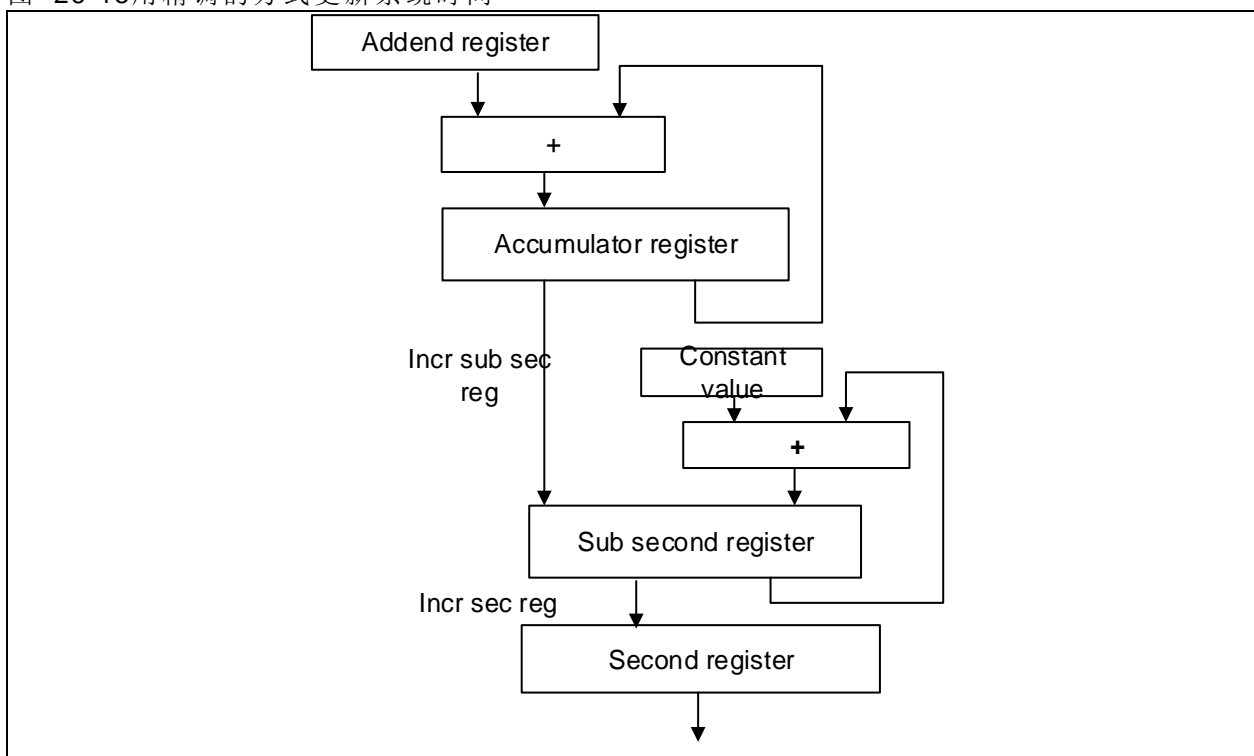 Addend register
+
Accumulator register
Incr sub sec
reg
Constant
value
+
Sub second register
Incr sec reg
Second register